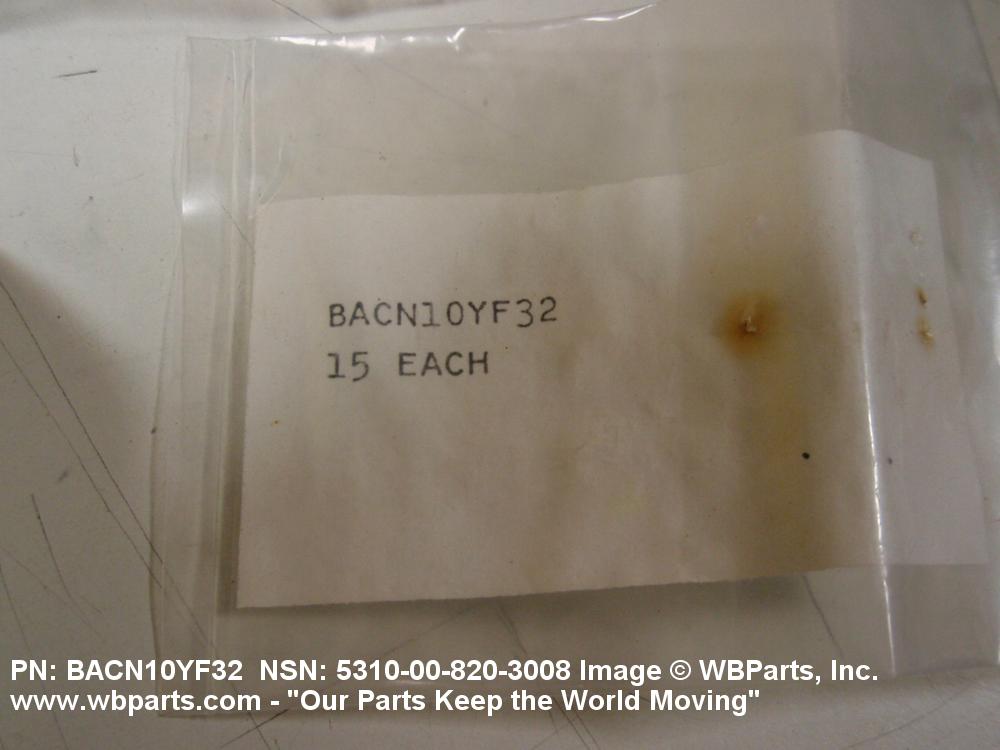 BACN10YF32
15 EACH
PN: BACN10YF32 NSN: 5310-00-820-3008 Image © WBParts, Inc.
www.wbparts.com - "Our Parts Keep the World Moving"